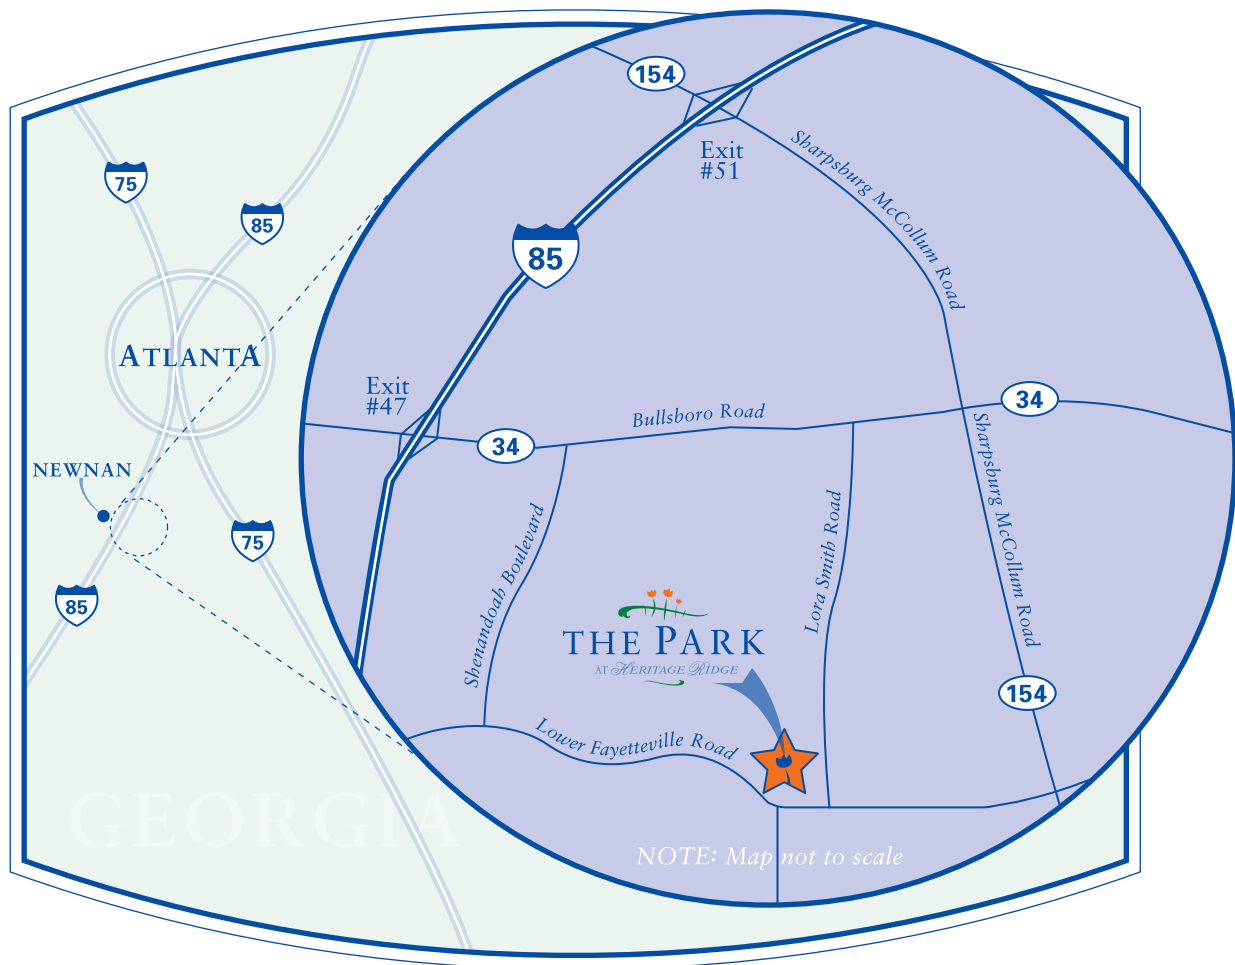 154
Exit
#51
Sharpsburg McCollum Road
75
85
85
ATLANTA
Exit
#47
34
Bullsboro Road
34
NEWNAN
Sharpsburg McCollum Road
Shenandoah Boulevard
Lora Smith Road
75
85
THE PARK
AT HERITAGE RIDGE
154
Lower Fayetteville Road
GEORGIA
NOTE: Map not to scale